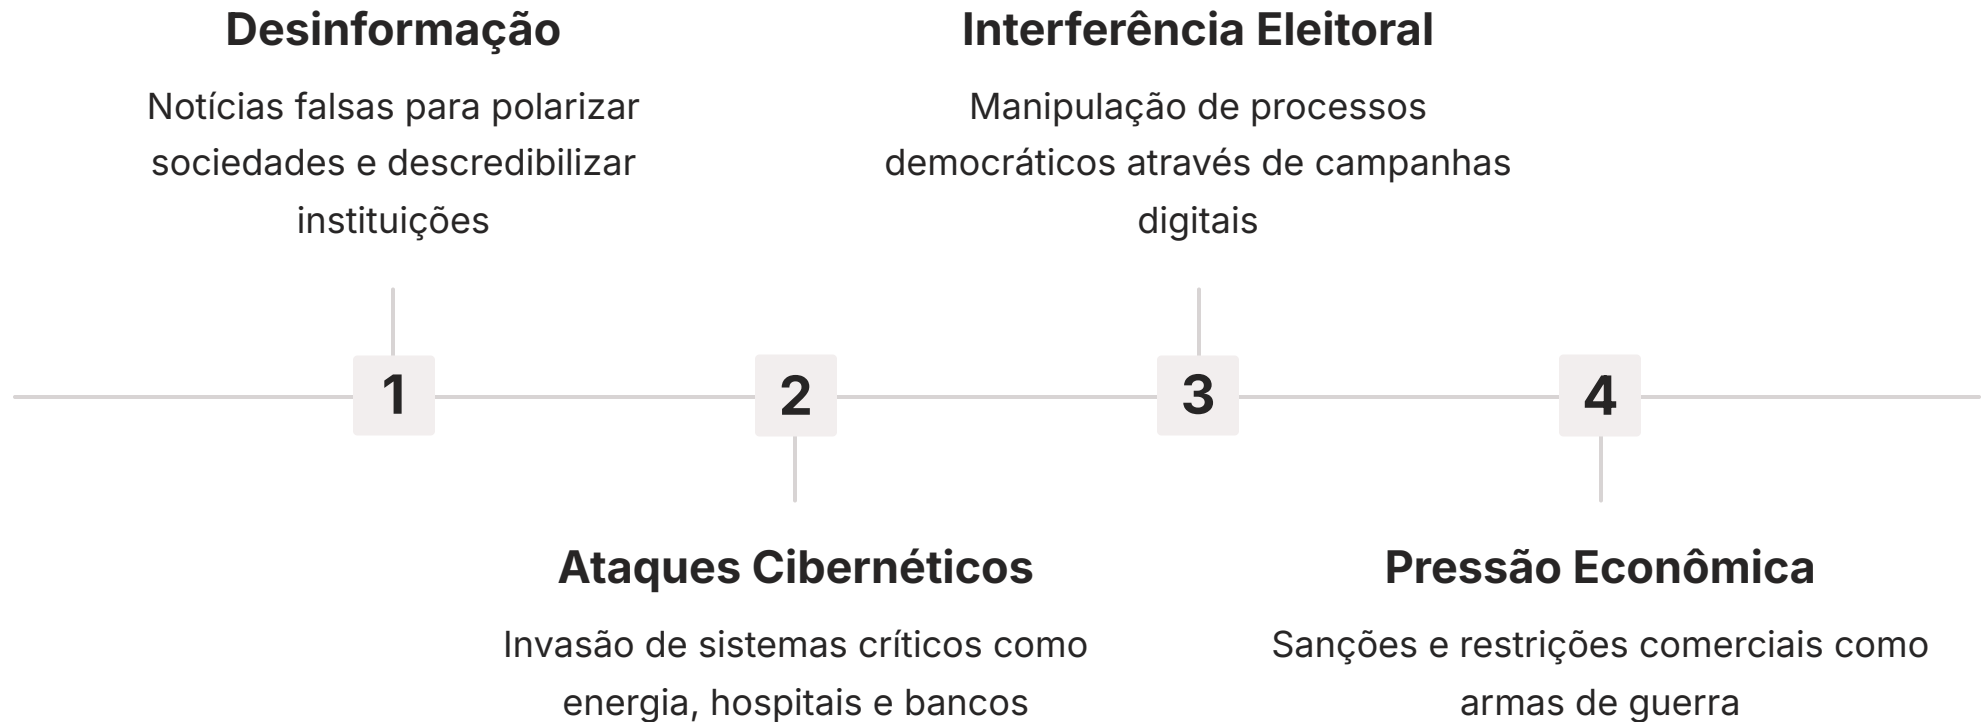 Desinformação
Notícias falsas para polarizar
sociedades e descredibilizar
instituições
1
Ataques Cibernéticos
Invasão de sistemas críticos como
energia, hospitais e bancos
2
Interferência Eleitoral
Manipulação de processos
democráticos através de campanhas
digitais
3
Pressão Econômica
Sanções e restrições comerciais como
armas de guerra
4